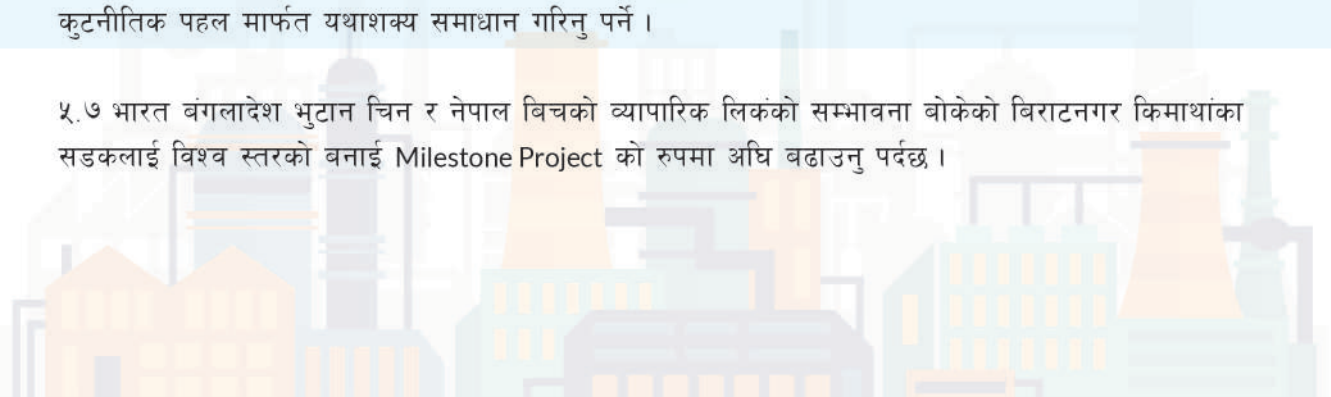 कुटनीतिक पहल मार्फत यथाशक्य समाधान गरिनु पर्ने ।
५.७ भारत बंगलादेश भुटान चिन र नेपाल बिचको व्यापारिक लिकंको सम्भावना बोकेको बिराटनगर किमाथांका
सडकलाई विश्व स्तरको बनाई Milestone Project को रुपमा अघि बढाउनु पर्दछ ।